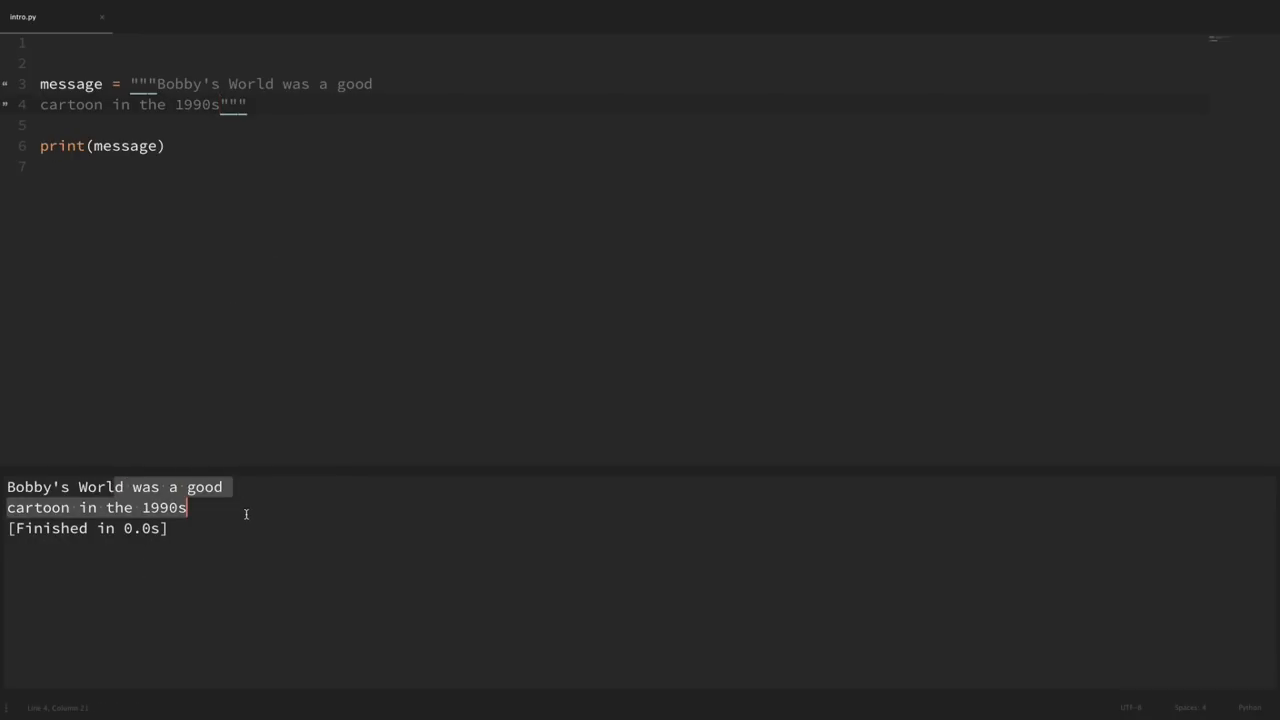 intro.py ×
1
2
3 message = """Bobby's World was a good
4 cartoon in the 1990s"""
5
6 print(message)
7
Bobby's World was a good
cartoon in the 1990s
[Finished in 0.0s]
Line 4, Column 21 UTF-8 Spaces: 4 Python